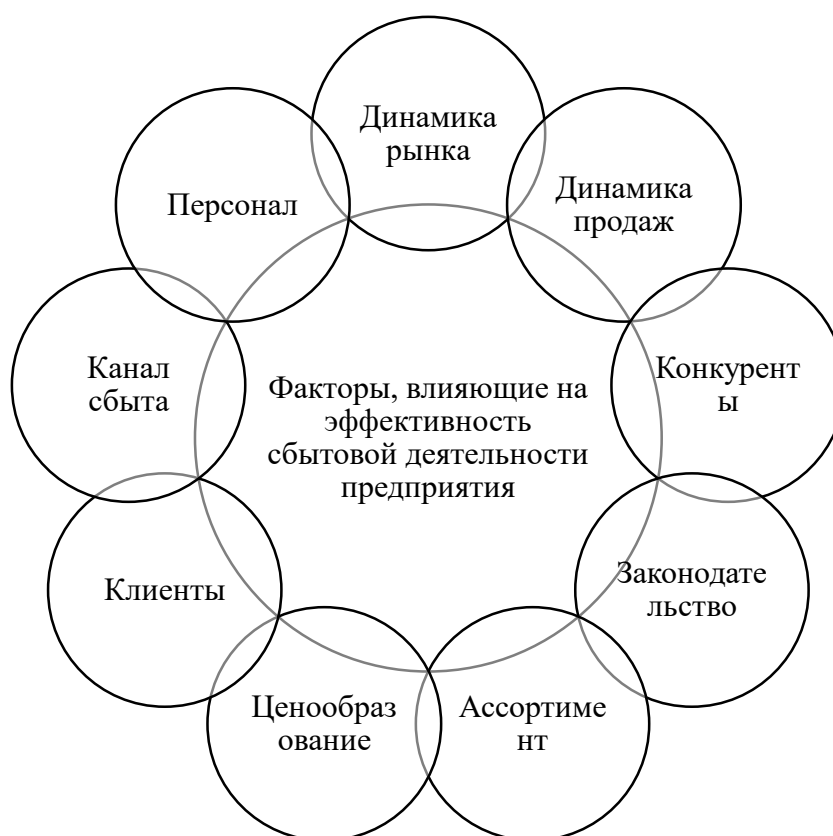 Динамика
рынка
Динамика
продаж
Конкурент
ы
Законодате
льство
Ассортиме
нт
Ценообраз
ование
Клиенты
Канал
сбыта
Персонал
Факторы, влияющие на
эффективность
сбытовой деятельности
предприятия